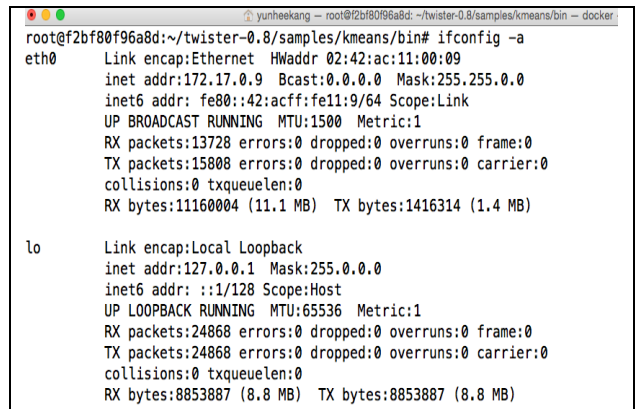 yunheekang — root@f2bf80f96a8d: ~/twister-0.8/samples/kmeans/bin — docker
root@f2bf80f96a8d:~/twister-0.8/samples/kmeans/bin# ifconfig -a
eth0      Link encap:Ethernet  HWaddr 02:42:ac:11:00:09
          inet addr:172.17.0.9  Bcast:0.0.0.0  Mask:255.255.0.0
          inet6 addr: fe80::42:acff:fe11:9/64 Scope:Link
          UP BROADCAST RUNNING  MTU:1500  Metric:1
          RX packets:13728 errors:0 dropped:0 overruns:0 frame:0
          TX packets:15808 errors:0 dropped:0 overruns:0 carrier:0
          collisions:0 txqueuelen:0
          RX bytes:11160004 (11.1 MB)  TX bytes:1416314 (1.4 MB)
lo        Link encap:Local Loopback
          inet addr:127.0.0.1  Mask:255.0.0.0
          inet6 addr: ::1/128 Scope:Host
          UP LOOPBACK RUNNING  MTU:65536  Metric:1
          RX packets:24868 errors:0 dropped:0 overruns:0 frame:0
          TX packets:24868 errors:0 dropped:0 overruns:0 carrier:0
          collisions:0 txqueuelen:0
          RX bytes:8853887 (8.8 MB)  TX bytes:8853887 (8.8 MB)